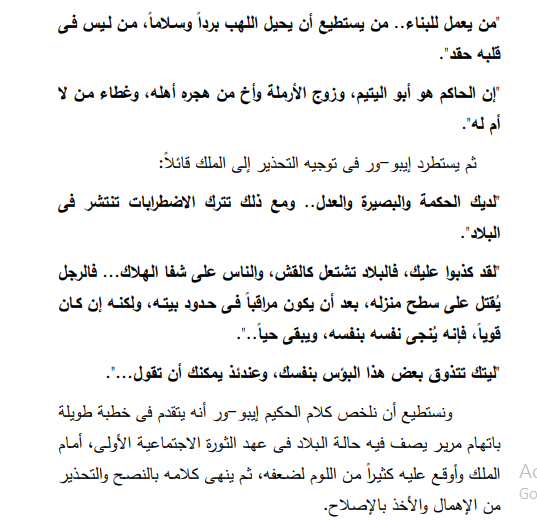 "من يعمل للبناء.. من يستطيع أن يحيل اللهب برداً وسلاماً، من ليس فى
قلبه حقد".
"إن الحاكم هو أبو اليتيم، وزوج الأرملة وأخ من هجره أهله، وغطاء من لا
أم له".
ثم يستطرد إيبو–ور فى توجيه التحذير إلى الملك قائلاً:
"لديك الحكمة والبصيرة والعدل.. ومع ذلك تترك الاضطرابات تنتشر فى
البلاد".
"لقد كذبوا عليك، فالبلاد تشتعل كالقش، والناس على شفا الهلاك... فالرجل
يُقتل على سطح منزله، بعد أن يكون مراقباً فى حدود بيته، ولكنه إن كان
قوياً، فإنه يُنجى نفسه بنفسه، ويبقى حياً..".
"ليتك تتذوق بعض هذا البؤس بنفسك، وعندئذ يمكنك أن تقول...".
ونستطيع أن نلخص كلام الحكيم إيبو–ور أنه يتقدم فى خطبة طويلة
باتهام مرير يصف فيه حالة البلاد فى عهد الثورة الاجتماعية الأولى، أمام
الملك وأوقع عليه كثيراً من اللوم لضعفه، ثم ينهى كلامه بالنصح والتحذير
من الإهمال والأخذ بالإصلاح.